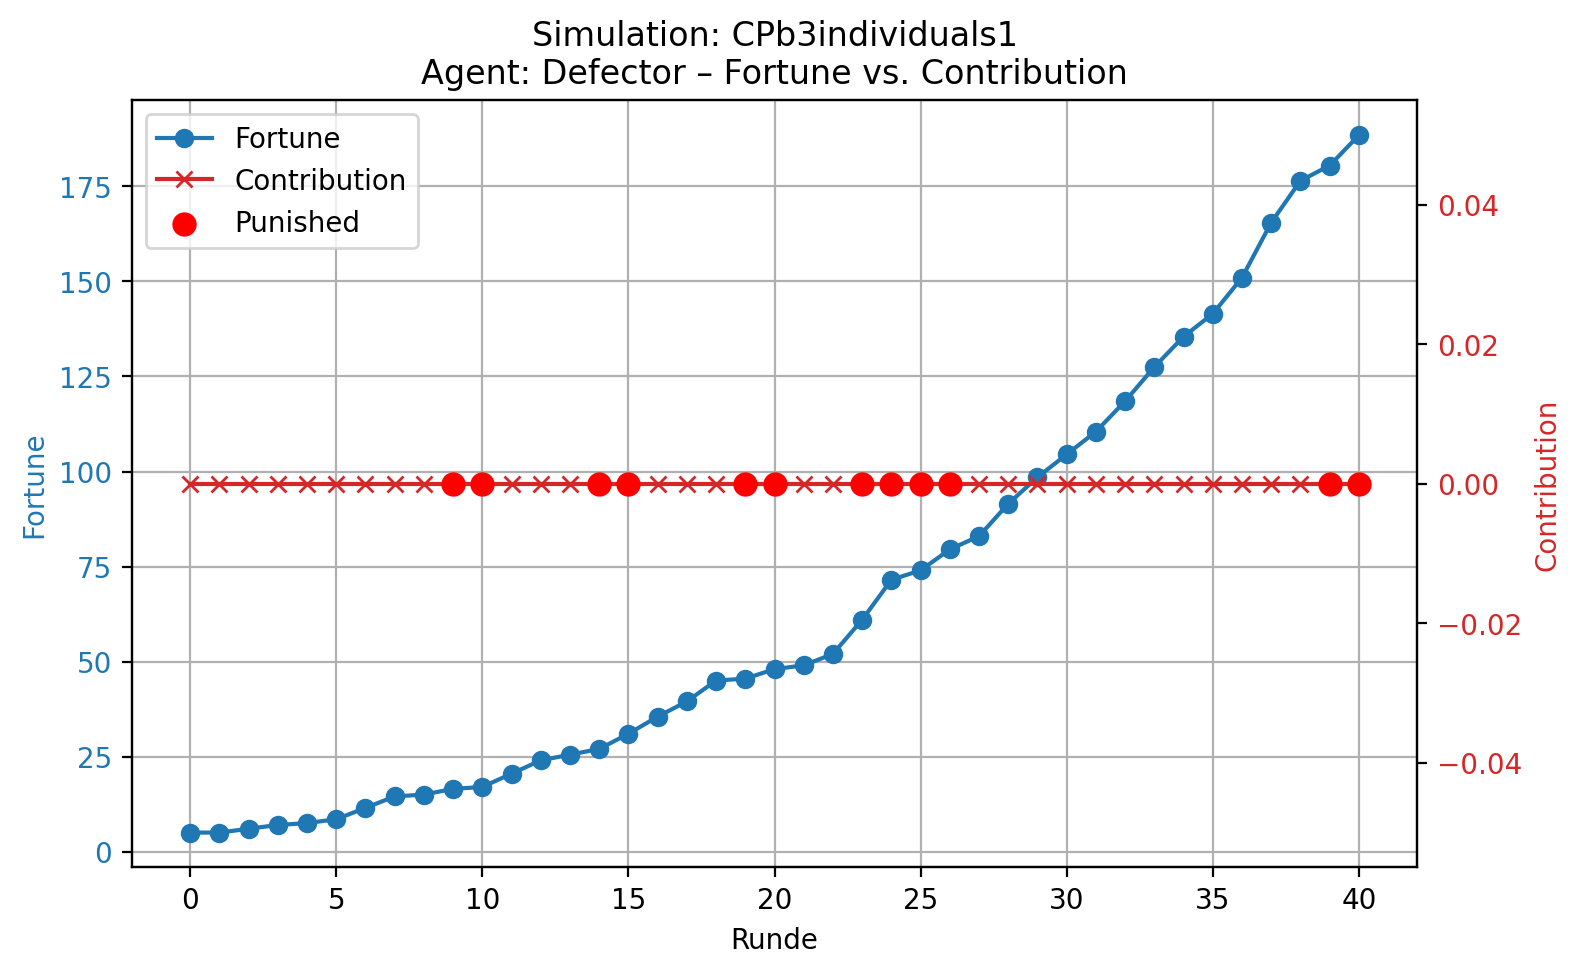 Simulation: CPb3individuals1
Agent: Defector – Fortune vs. Contribution
Fortune
Contribution
Punished
175
150
125
100
75
50
25
0
Fortune
0.04
0.02
0.00
−0.02
−0.04
Contribution
0 5 10 15 20 25 30 35 40
Runde